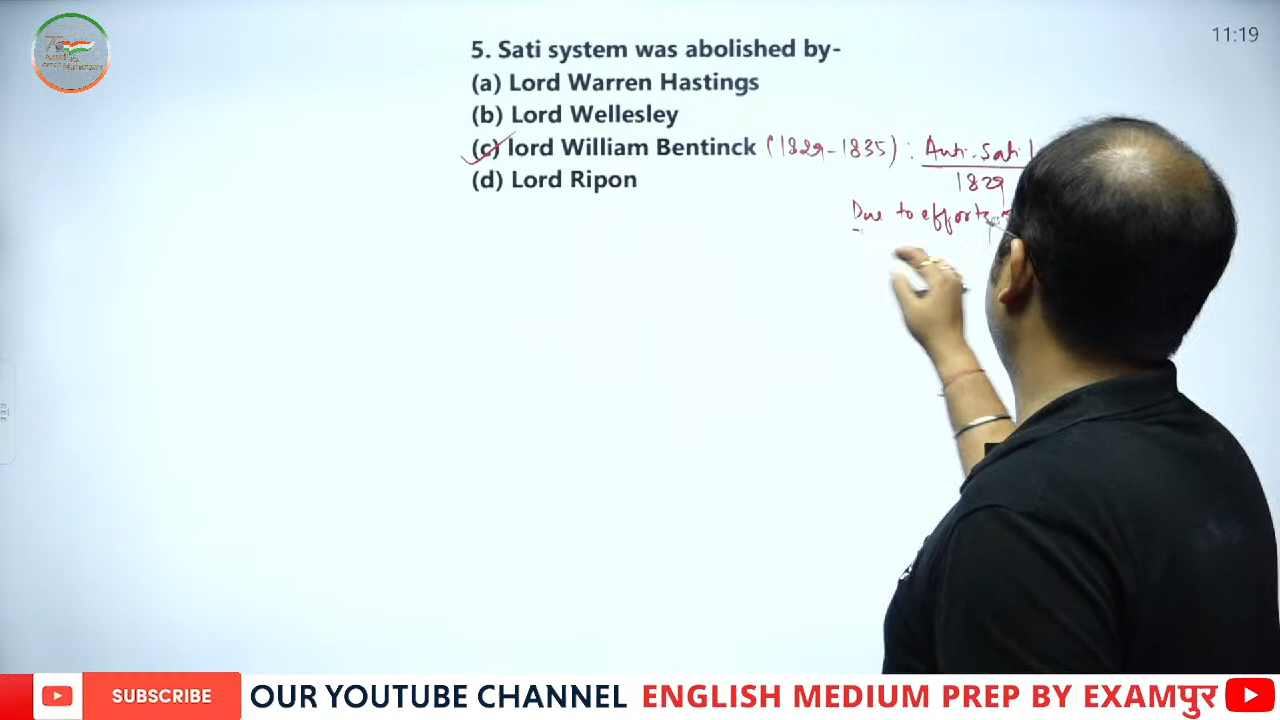 11:19
5. Sati system was abolished by-
(a) Lord Warren Hastings
(b) Lord Wellesley
(c) lord William Bentinck (1829-1835): Anti-Sati
1829
(d) Lord Ripon
Due to efforts
SUBSCRIBE OUR YOUTUBE CHANNEL ENGLISH MEDIUM PREP BY EXAMपुर